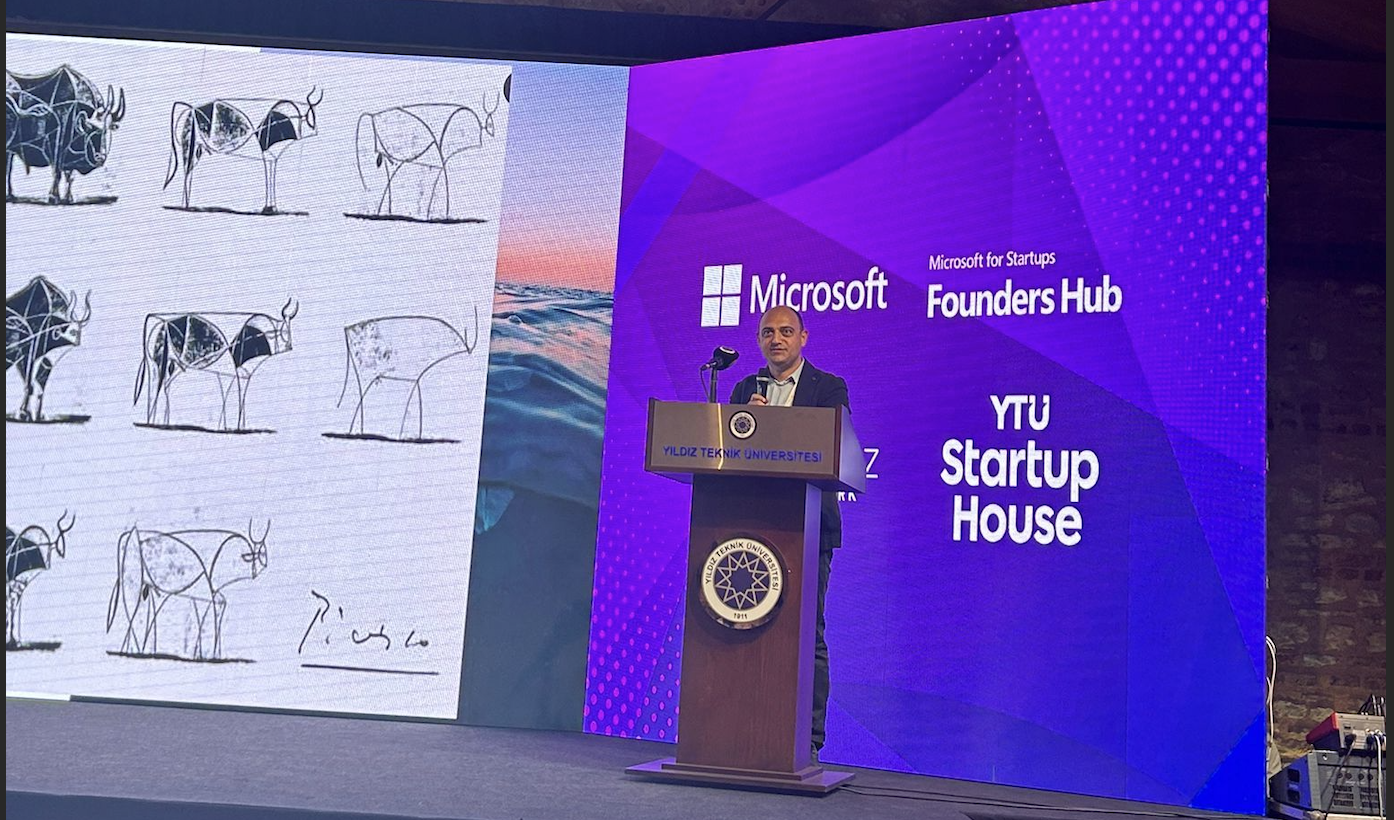 Picasso
Microsoft
Microsoft for Startups
Founders Hub
YTÜ
Startup
House
YILDIZ TEKNİK ÜNİVERSİTESİ
YILDIZ TEKNİK ÜNİVERSİTESİ
1911